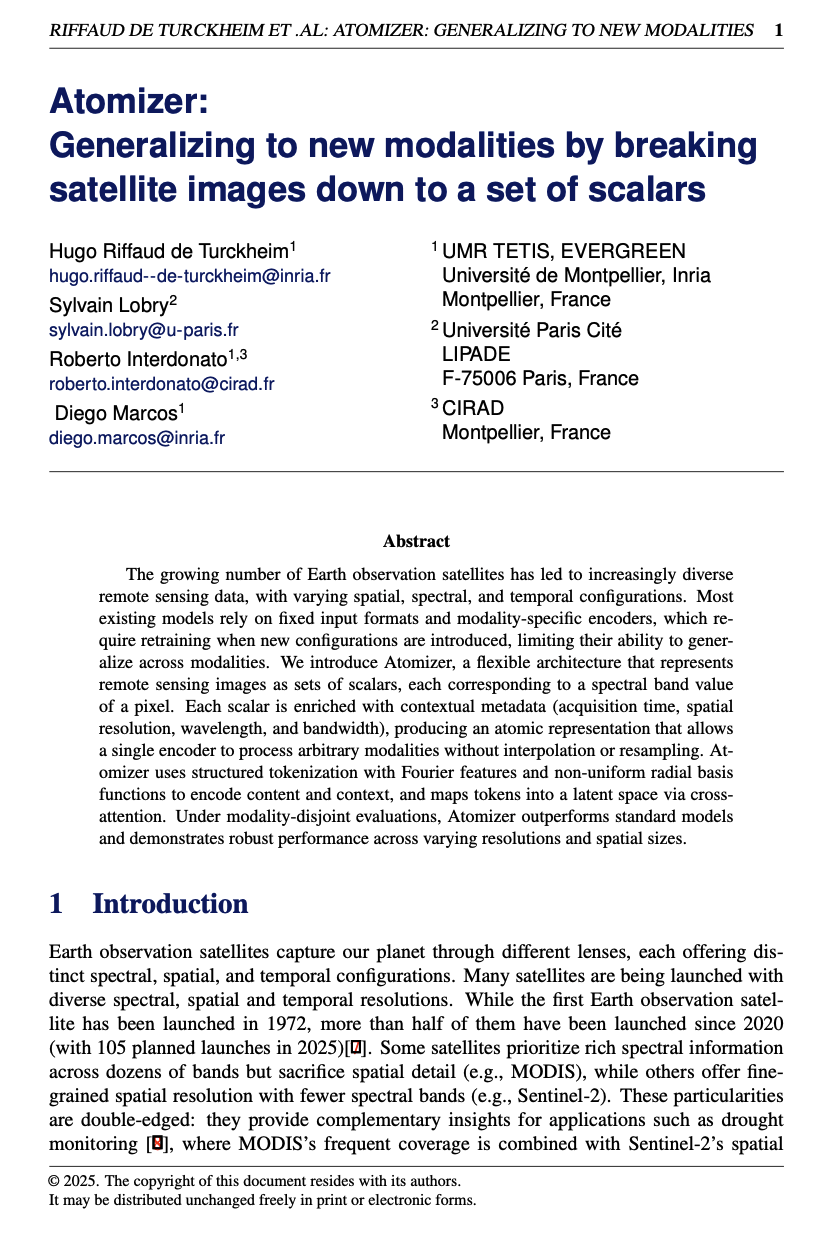 RIFFAUD DE TURCKHEIM ET .AL: ATOMIZER: GENERALIZING TO NEW MODALITIES 1
Atomizer:
Generalizing to new modalities by breaking
satellite images down to a set of scalars
Hugo Riffaud de Turckheim1
hugo.riffaud--de-turckheim@inria.fr
Sylvain Lobry2
sylvain.lobry@u-paris.fr
Roberto Interdonato1,3
roberto.interdonato@cirad.fr
Diego Marcos1
diego.marcos@inria.fr
1 UMR TETIS, EVERGREEN
Université de Montpellier, Inria
Montpellier, France
2 Université Paris Cité
LIPADE
F-75006 Paris, France
3 CIRAD
Montpellier, France
Abstract
The growing number of Earth observation satellites has led to increasingly diverse
remote sensing data, with varying spatial, spectral, and temporal configurations. Most
existing models rely on fixed input formats and modality-specific encoders, which re-
quire retraining when new configurations are introduced, limiting their ability to gener-
alize across modalities. We introduce Atomizer, a flexible architecture that represents
remote sensing images as sets of scalars, each corresponding to a spectral band value
of a pixel. Each scalar is enriched with contextual metadata (acquisition time, spatial
resolution, wavelength, and bandwidth), producing an atomic representation that allows
a single encoder to process arbitrary modalities without interpolation or resampling. At-
omizer uses structured tokenization with Fourier features and non-uniform radial basis
functions to encode content and context, and maps tokens into a latent space via cross-
attention. Under modality-disjoint evaluations, Atomizer outperforms standard models
and demonstrates robust performance across varying resolutions and spatial sizes.
1 Introduction
Earth observation satellites capture our planet through different lenses, each offering dis-
tinct spectral, spatial, and temporal configurations. Many satellites are being launched with
diverse spectral, spatial and temporal resolutions. While the first Earth observation satel-
lite has been launched in 1972, more than half of them have been launched since 2020
(with 105 planned launches in 2025)[7]. Some satellites prioritize rich spectral information
across dozens of bands but sacrifice spatial detail (e.g., MODIS), while others offer fine-
grained spatial resolution with fewer spectral bands (e.g., Sentinel-2). These particularities
are double-edged: they provide complementary insights for applications such as drought
monitoring [], where MODIS's frequent coverage is combined with Sentinel-2's spatial
© 2025. The copyright of this document resides with its authors.
It may be distributed unchanged freely in print or electronic forms.